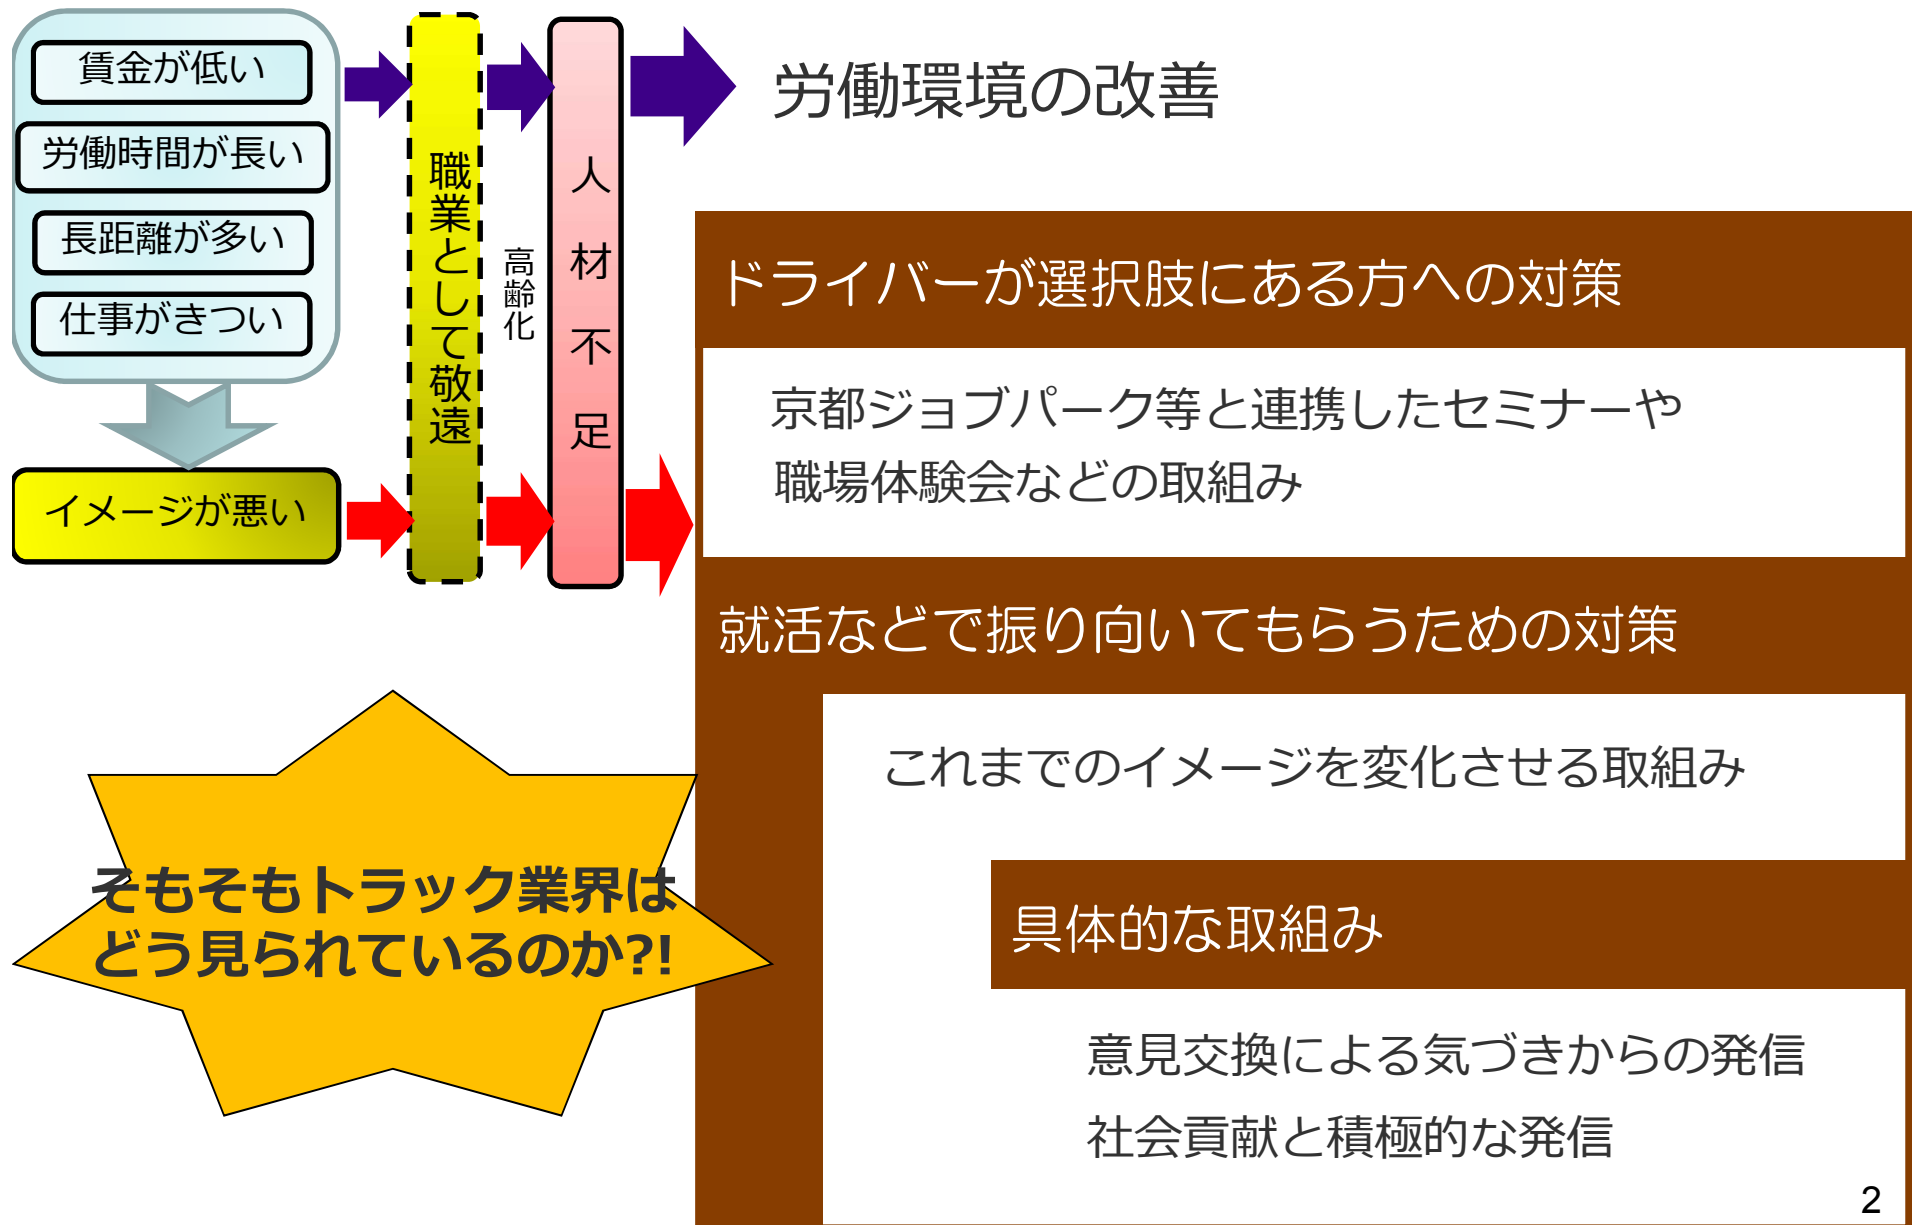 賃金が低い
労働時間が長い
長距離が多い
仕事がきつい
イメージが悪い
職業として敬遠
高齢化
人材不足
労働環境の改善
ドライバーが選択肢にある方への対策
京都ジョブパーク等と連携したセミナーや
職場体験会などの取組み
就活などで振り向いてもらうための対策
これまでのイメージを変化させる取組み
具体的な取組み
意見交換による気づきからの発信
社会貢献と積極的な発信
そもそもトラック業界は
どう見られているのか?!
2